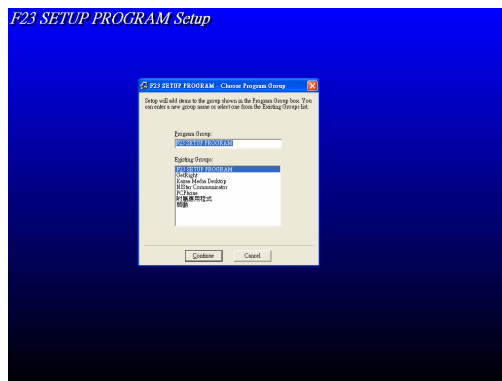 F23 SETUP PROGRAM Setup
F23 SETUP PROGRAM - Choose Program Group
Setup will add items to the group shown in the Program Group box. You
can enter a new group name or select one from the Existing Groups list.
Program Group:
F23 SETUP PROGRAM
Existing Groups:
F23 SETUP PROGRAM
GetRight
Kazaa Media Desktop
NIStar Communicator
PCPhone
附屬應用程式
啟動
Continue
Cancel